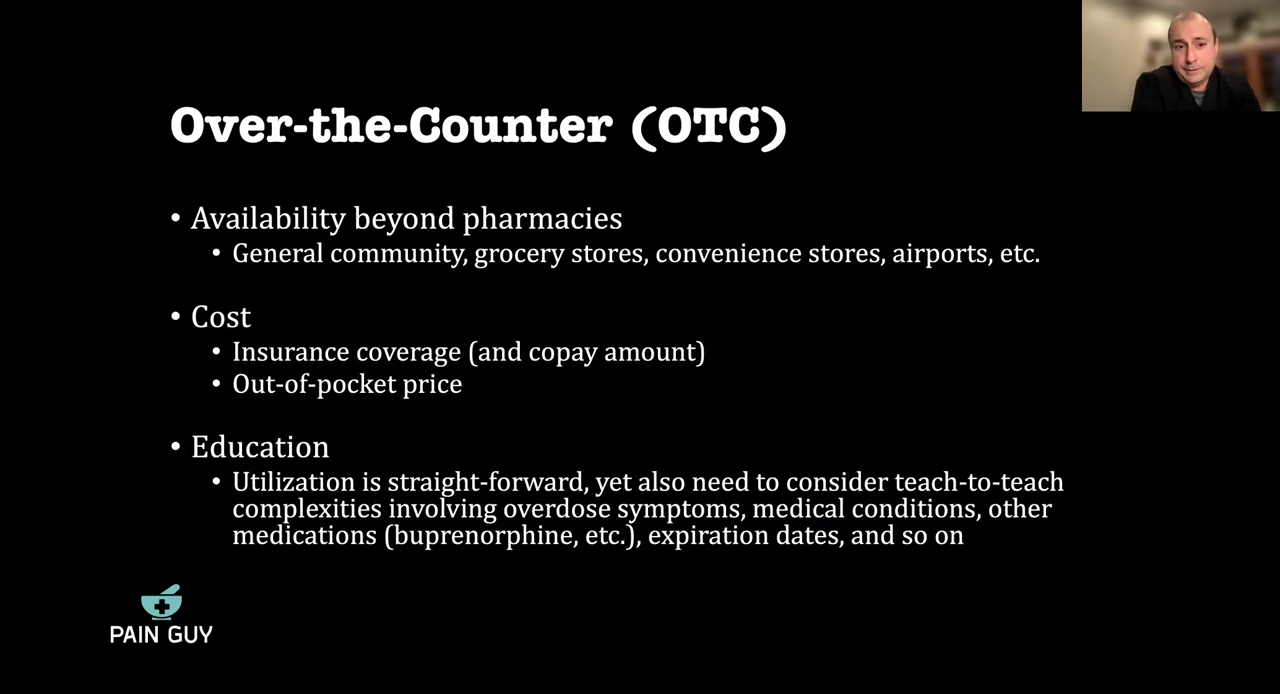 Over-the-Counter (OTC)
• Availability beyond pharmacies
• General community, grocery stores, convenience stores, airports, etc.
• Cost
• Insurance coverage (and copay amount)
• Out-of-pocket price
• Education
• Utilization is straight-forward, yet also need to consider teach-to-teach
complexities involving overdose symptoms, medical conditions, other
medications (buprenorphine, etc.), expiration dates, and so on
PAIN GUY